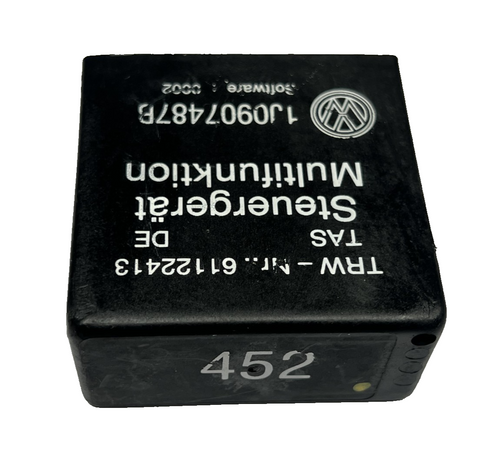 1J0907487B
Software : 0002
Steuergerät
Multifunktion
TAS DE
TRW – Nr.. 61122413
452